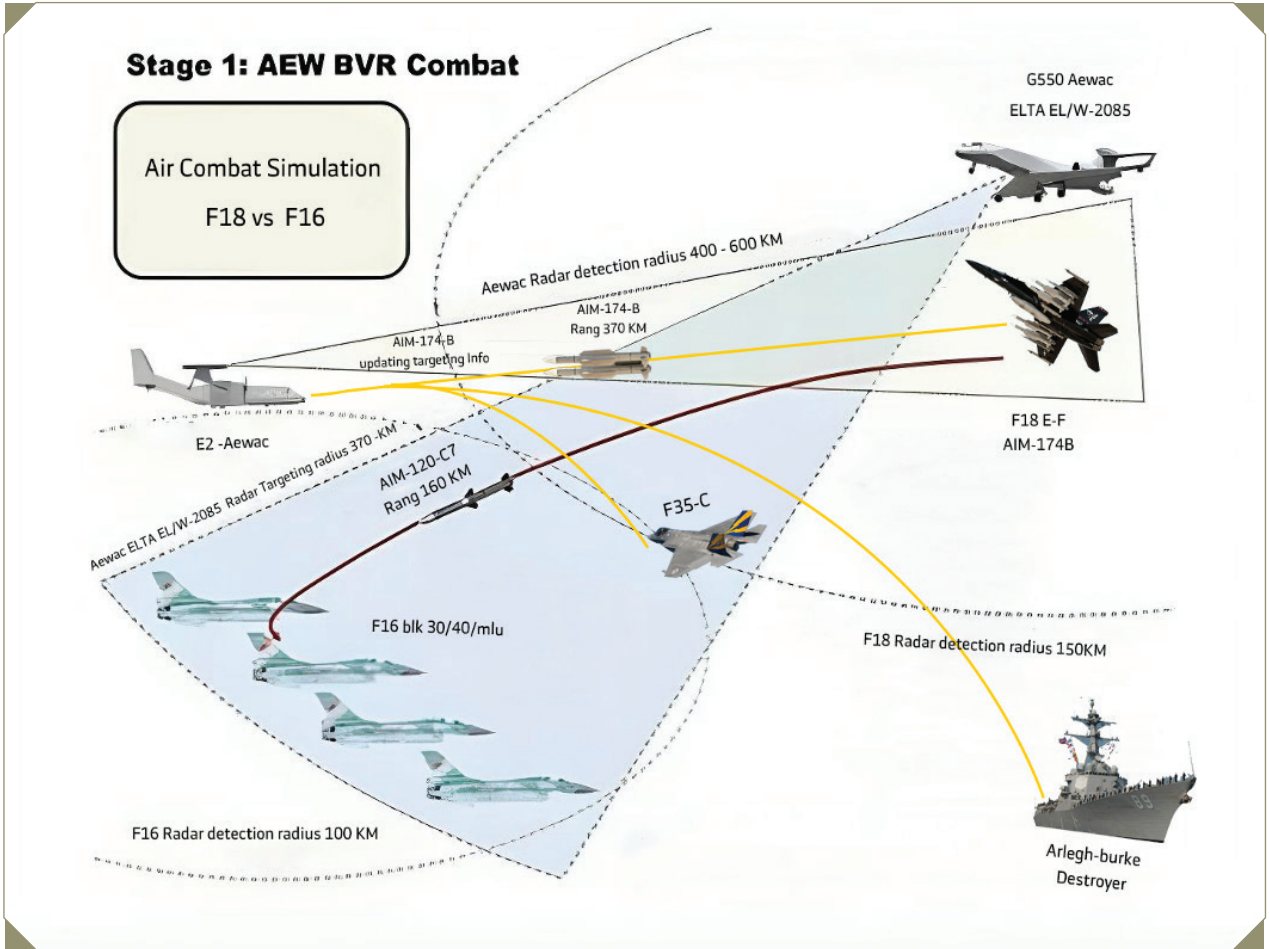 Stage 1: AEW BVR Combat
Air Combat Simulation
F18 vs F16
G550 Aewac
ELTA EL/W-2085
Aewac Radar detection radius 400 - 600 KM
AIM-174-B
Rang 370 KM
AIM-174-B
updating targeting Info
E2 -Aewac
F18 E-F
AIM-174B
Aewac ELTA EL/W-2085 Radar Targeting radius 370 -KM
AIM-120-C7
Rang 160 KM
F35-C
F16 blk 30/40/mlu
F18 Radar detection radius 150KM
F16 Radar detection radius 100 KM
89
Arlegh-burke
Destroyer